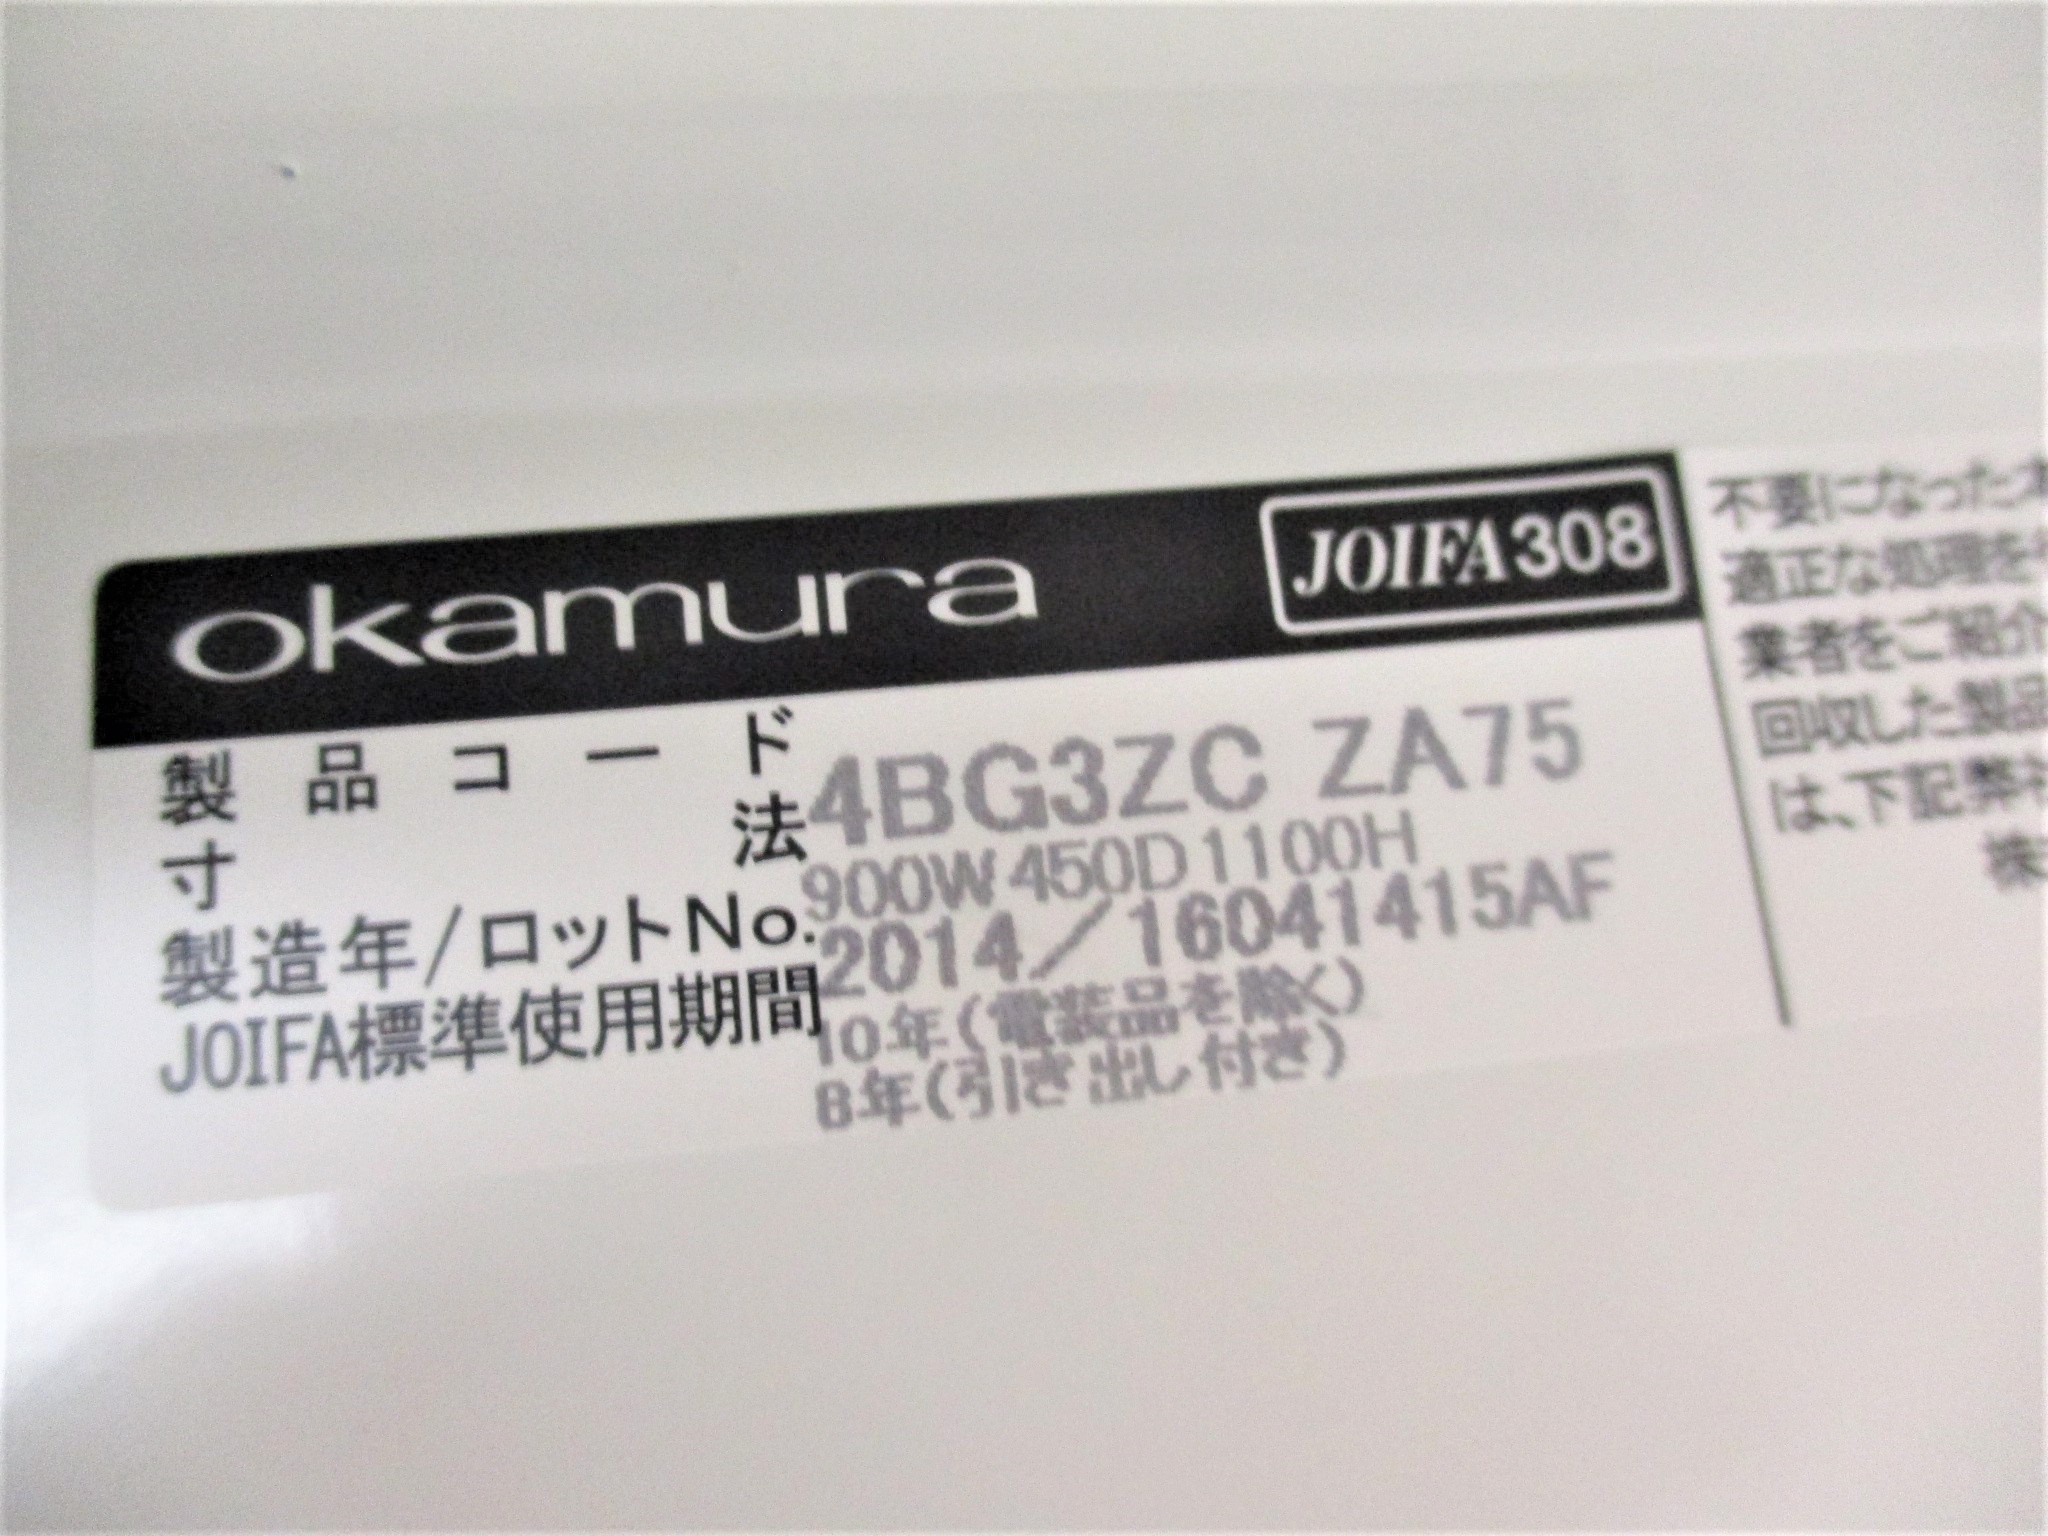 okamura
JOIFA308
製品コード 4BG3ZC ZA75
寸法 900W450D1100H
製造年/ロットNo. 2014/16041415AF
JOIFA標準使用期間 10年(電装品を除く)
8年(引き出し付き)
不要になった
適正な処理を
業者をご紹介
回収した製品
は、下記弊社
株